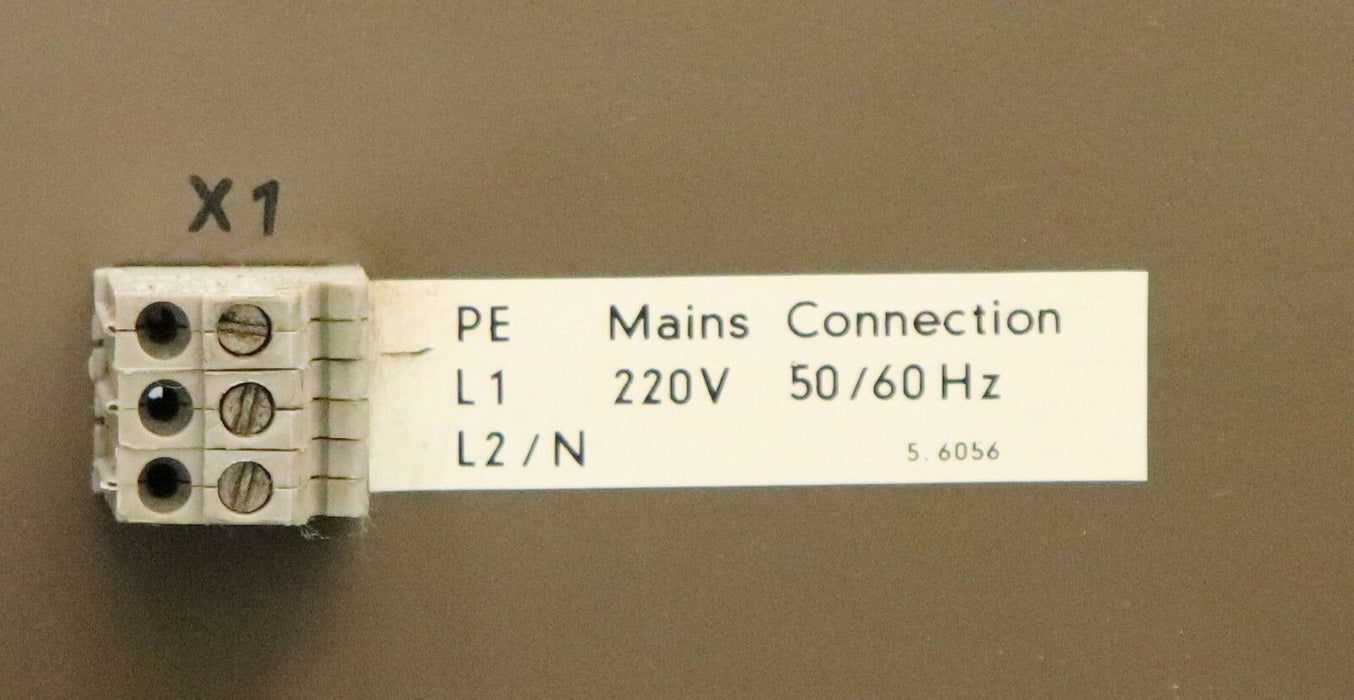 X1
PE Mains Connection
L1 220V 50/60 Hz
L2/N 5.6056